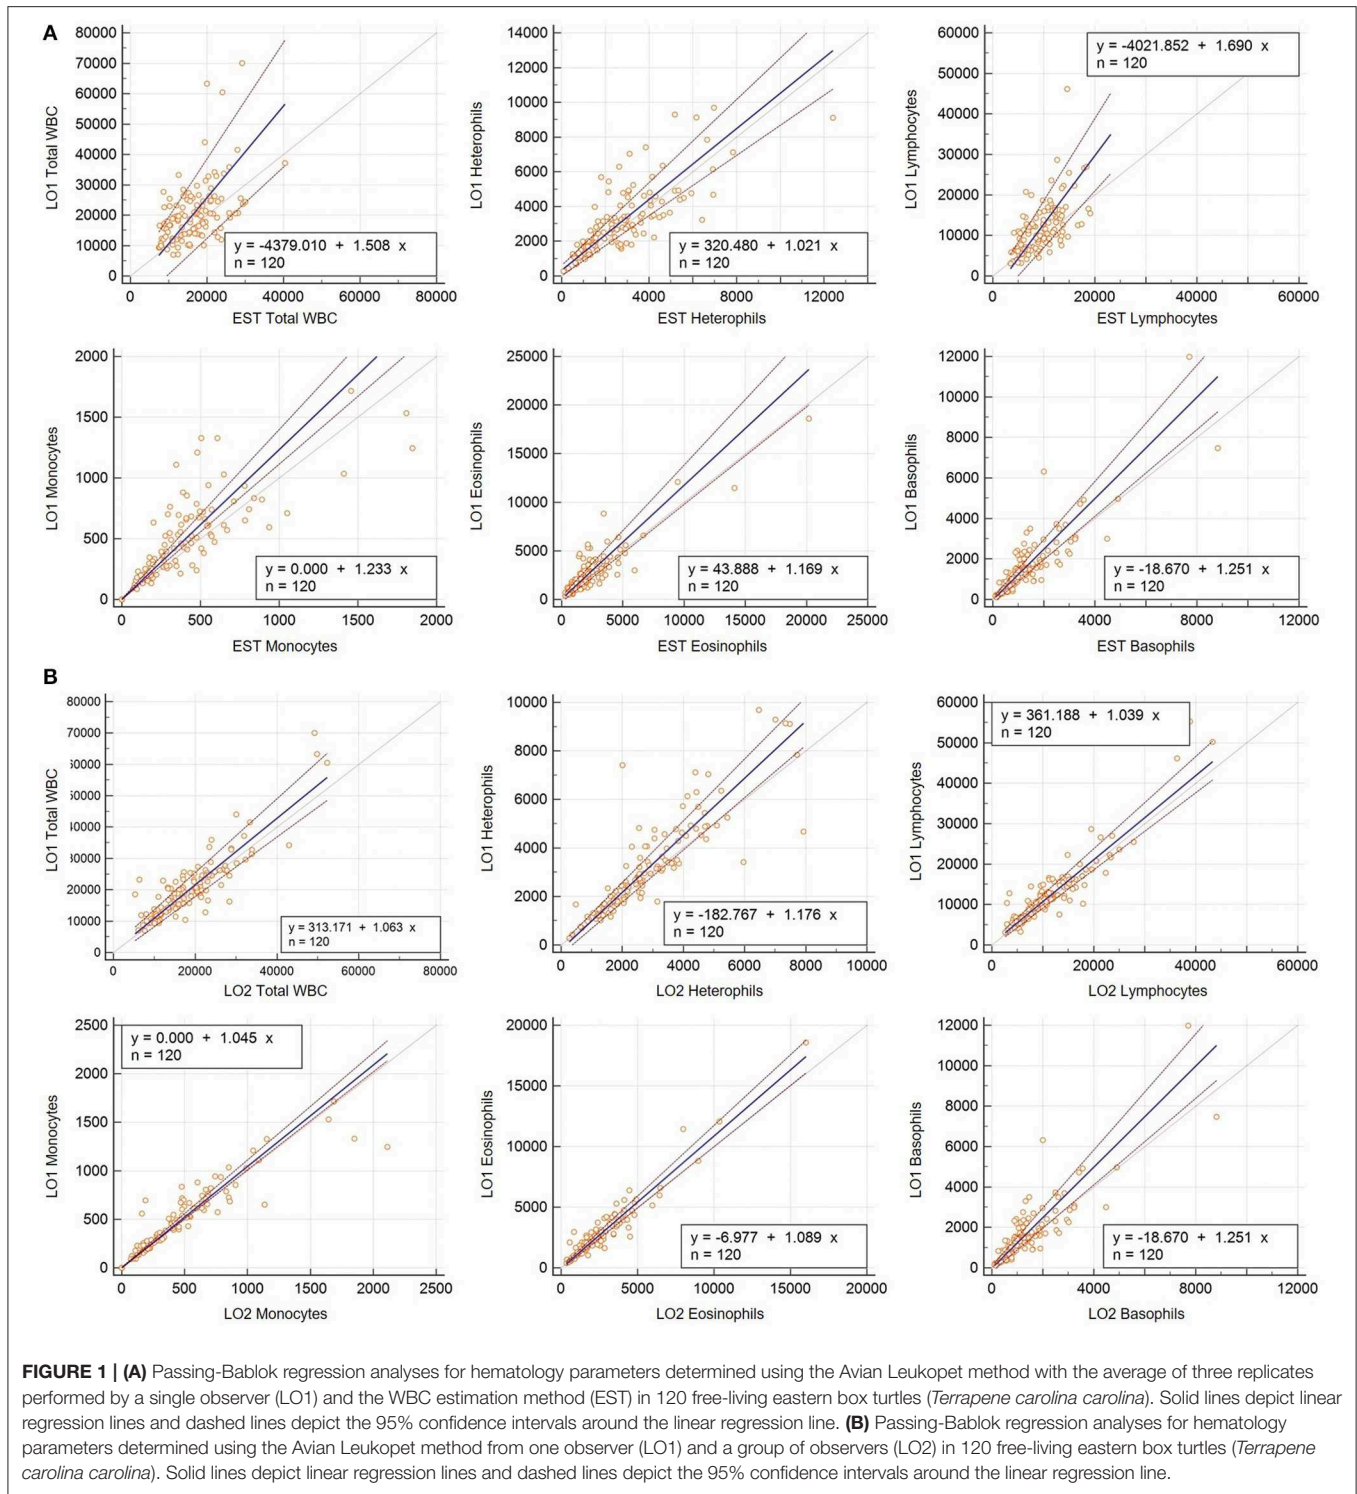 A
80000
70000
60000
50000
40000
30000
20000
10000
0
LO1 Total WBC
y = -4379.010 + 1.508 x
n = 120
0 20000 40000 60000 80000
EST Total WBC
14000
12000
10000
8000
6000
4000
2000
0
LO1 Heterophils
y = 320.480 + 1.021 x
n = 120
0 4000 8000 12000
EST Heterophils
60000
50000
40000
30000
20000
10000
0
LO1 Lymphocytes
y = -4021.852 + 1.690 x
n = 120
0 20000 40000 60000
EST Lymphocytes
2000
1500
1000
500
0
LO1 Monocytes
y = 0.000 + 1.233 x
n = 120
0 500 1000 1500 2000
EST Monocytes
25000
20000
15000
10000
5000
0
LO1 Eosinophils
y = 43.888 + 1.169 x
n = 120
0 5000 10000 15000 20000 25000
EST Eosinophils
12000
10000
8000
6000
4000
2000
0
LO1 Basophils
y = -18.670 + 1.251 x
n = 120
0 4000 8000 12000
EST Basophils
B
80000
70000
60000
50000
40000
30000
20000
10000
0
LO1 Total WBC
y = 313.171 + 1.063 x
n = 120
0 20000 40000 60000 80000
LO2 Total WBC
10000
8000
6000
4000
2000
0
LO1 Heterophils
y = -182.767 + 1.176 x
n = 120
0 2000 4000 6000 8000 10000
LO2 Heterophils
60000
50000
40000
30000
20000
10000
0
LO1 Lymphocytes
y = 361.188 + 1.039 x
n = 120
0 20000 40000 60000
LO2 Lymphocytes
2500
2000
1500
1000
500
0
LO1 Monocytes
y = 0.000 + 1.045 x
n = 120
0 500 1000 1500 2000 2500
LO2 Monocytes
20000
15000
10000
5000
0
LO1 Eosinophils
y = -6.977 + 1.089 x
n = 120
0 5000 10000 15000 20000
LO2 Eosinophils
12000
10000
8000
6000
4000
2000
0
LO1 Basophils
y = -18.670 + 1.251 x
n = 120
0 4000 8000 12000
LO2 Basophils
FIGURE 1 | (A) Passing-Bablok regression analyses for hematology parameters determined using the Avian Leukopet method with the average of three replicates
performed by a single observer (LO1) and the WBC estimation method (EST) in 120 free-living eastern box turtles (Terrapene carolina carolina). Solid lines depict linear
regression lines and dashed lines depict the 95% confidence intervals around the linear regression line. (B) Passing-Bablok regression analyses for hematology
parameters determined using the Avian Leukopet method from one observer (LO1) and a group of observers (LO2) in 120 free-living eastern box turtles (Terrapene
carolina carolina). Solid lines depict linear regression lines and dashed lines depict the 95% confidence intervals around the linear regression line.